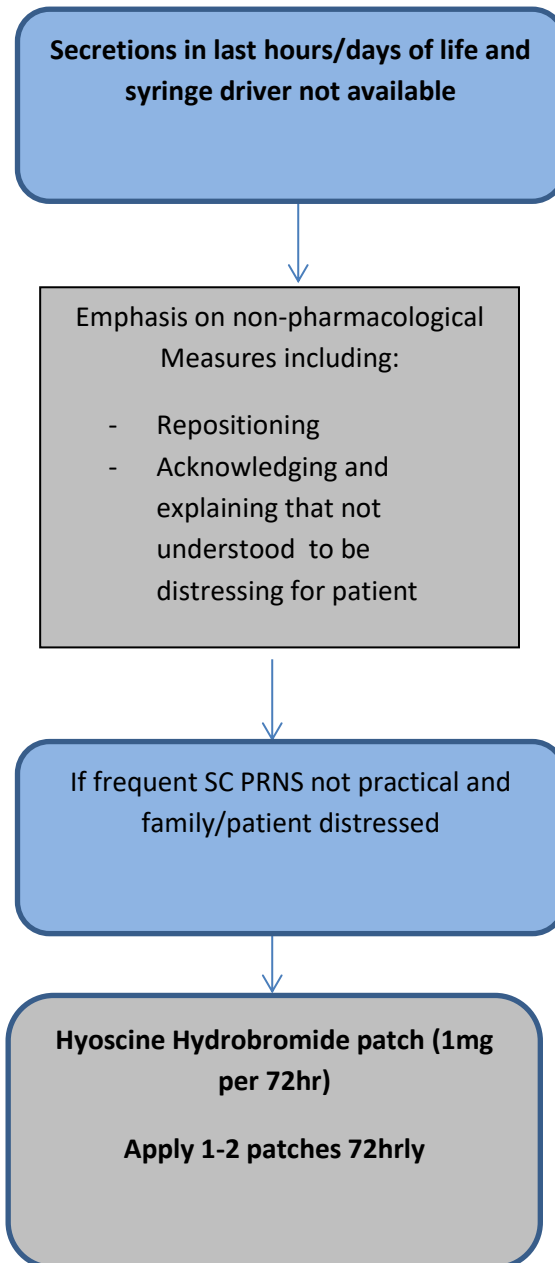 Secretions in last hours/days of life and
syringe driver not available
Emphasis on non-pharmacological
Measures including:
- Repositioning
- Acknowledging and
explaining that not
understood to be
distressing for patient
If frequent SC PRNS not practical and
family/patient distressed
Hyoscine Hydrobromide patch (1mg
per 72hr)
Apply 1-2 patches 72hrly